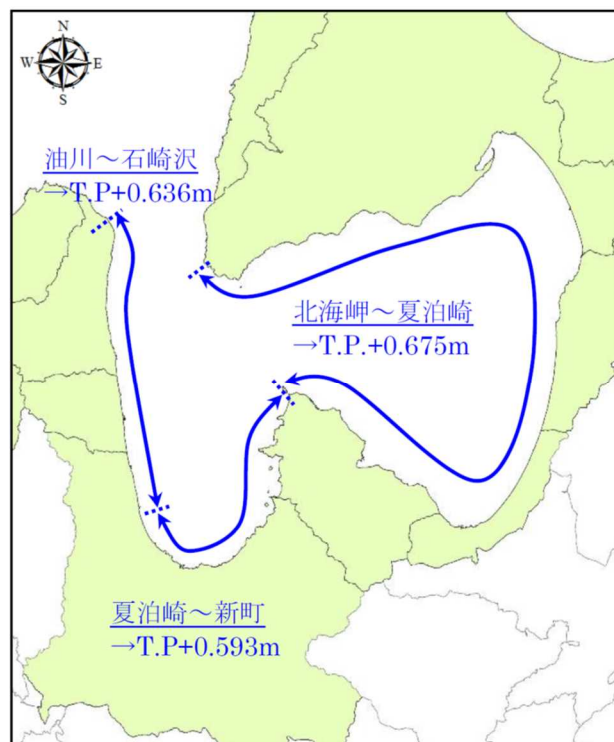 N
W E
S
油川～石崎沢
→T.P+0.636m
北海岬～夏泊崎
→T.P.+0.675m
夏泊崎～新町
→T.P+0.593m